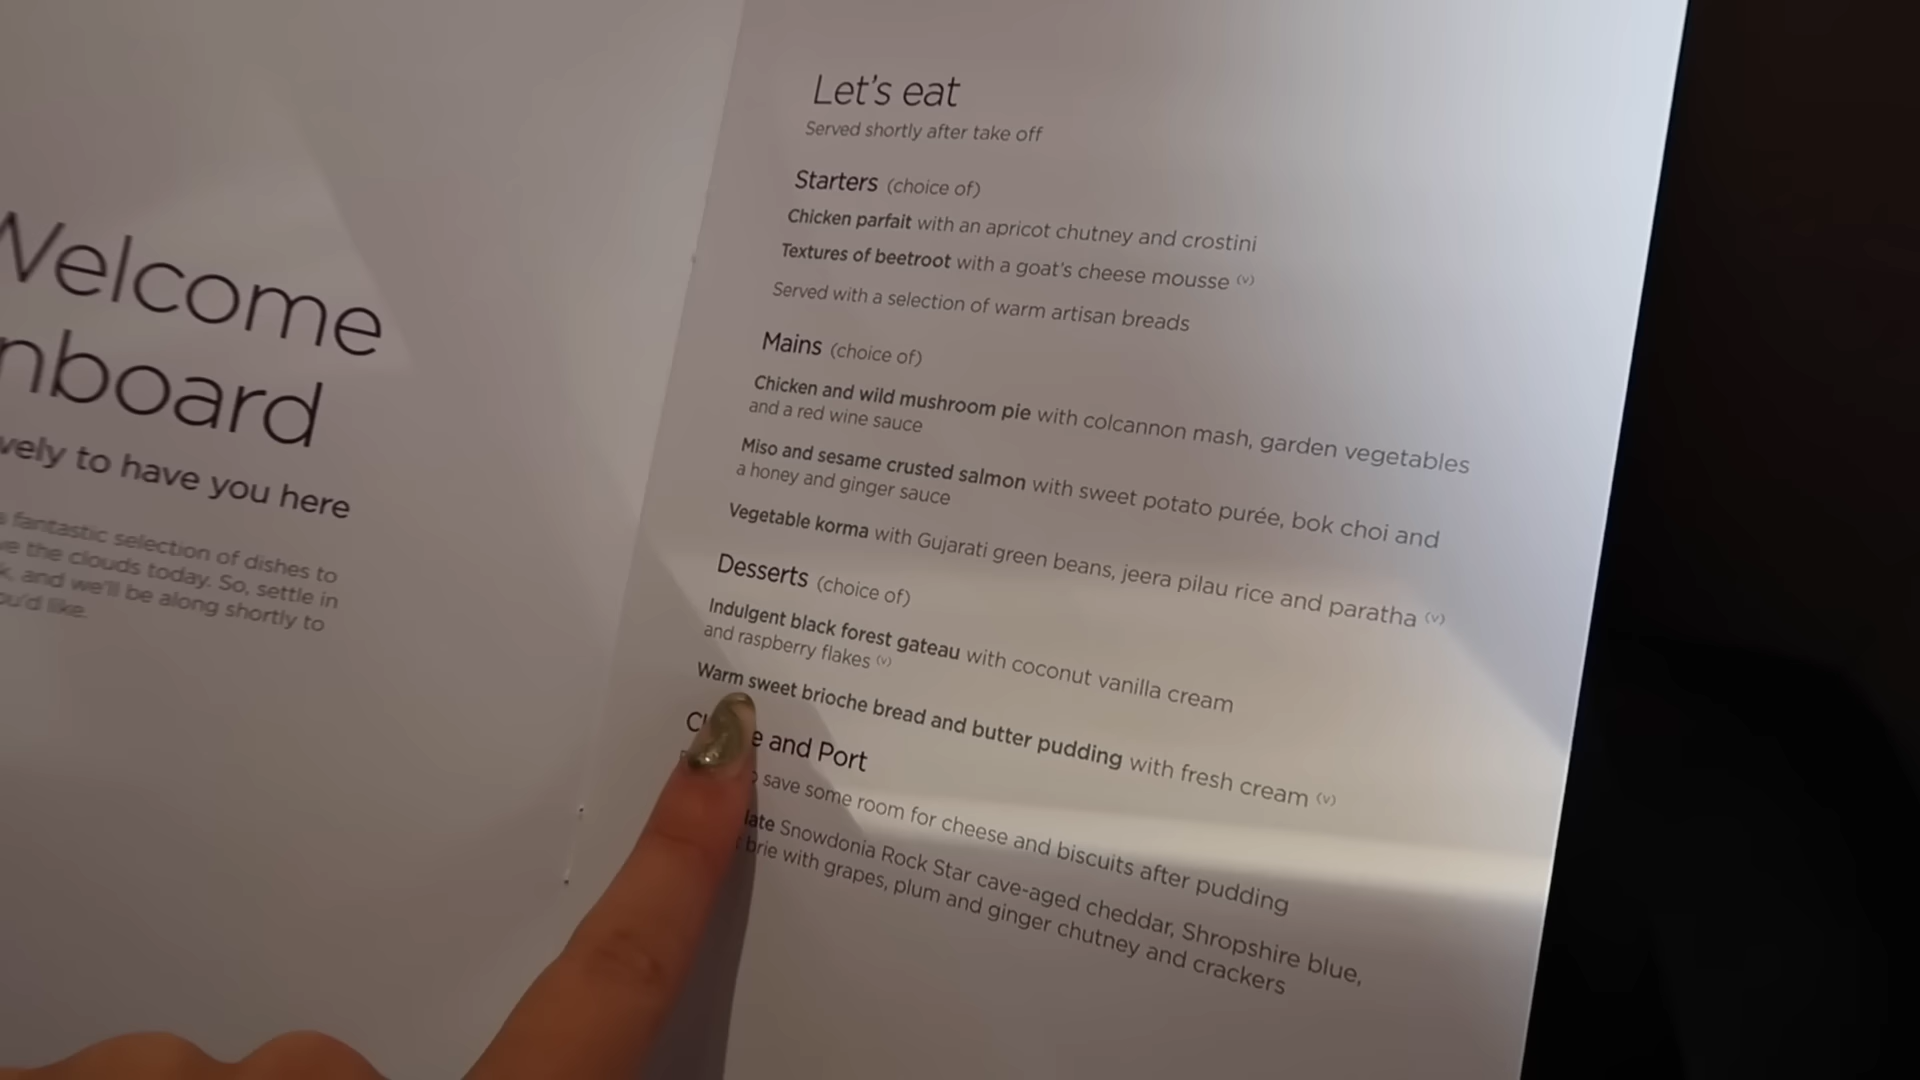 Welcome
nboard
vely to have you here
fantastic selection of dishes to
ve the clouds today. So, settle in
k, and we'll be along shortly to
ou'd like.
Let's eat
Served shortly after take off
Starters (choice of)
Chicken parfait with an apricot chutney and crostini
Textures of beetroot with a goat's cheese mousse (v)
Served with a selection of warm artisan breads
Mains (choice of)
Chicken and wild mushroom pie with colcannon mash, garden vegetables
and a red wine sauce
Miso and sesame crusted salmon with sweet potato purée, bok choi and
a honey and ginger sauce
Vegetable korma with Gujarati green beans, jeera pilau rice and paratha (v)
Desserts (choice of)
Indulgent black forest gateau with coconut vanilla cream
and raspberry flakes (v)
Warm sweet brioche bread and butter pudding with fresh cream (v)
and Port
save some room for cheese and biscuits after pudding
late Snowdonia Rock Star cave-aged cheddar, Shropshire blue,
brie with grapes, plum and ginger chutney and crackers